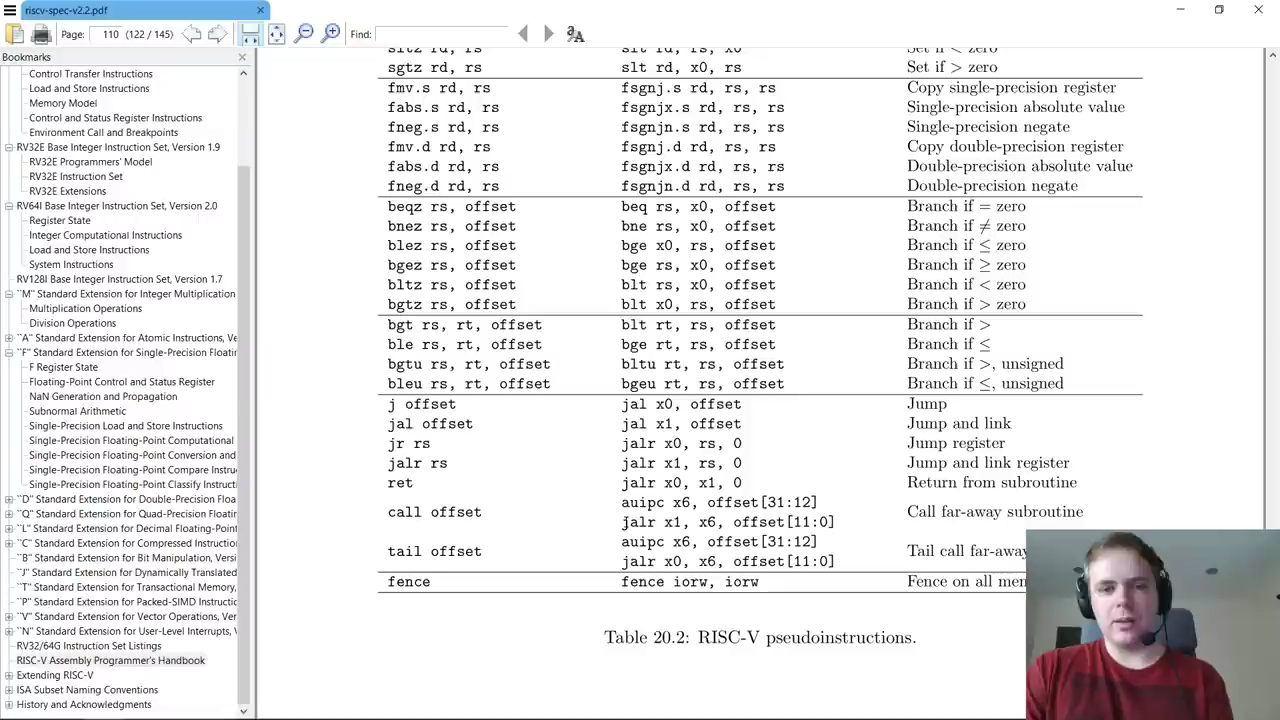 riscv-spec-v2.2.pdf
Page: 110 (122 / 145) Find:
Bookmarks
Control Transfer Instructions
Load and Store Instructions
Memory Model
Control and Status Register Instructions
Environment Call and Breakpoints
RV32E Base Integer Instruction Set, Version 1.9
RV32E Programmers' Model
RV32E Instruction Set
RV32E Extensions
RV64I Base Integer Instruction Set, Version 2.0
Register State
Integer Computational Instructions
Load and Store Instructions
System Instructions
RV128I Base Integer Instruction Set, Version 1.7
``M'' Standard Extension for Integer Multiplication
Multiplication Operations
Division Operations
``A'' Standard Extension for Atomic Instructions, Ve
``F'' Standard Extension for Single-Precision Floatin
F Register State
Floating-Point Control and Status Register
NaN Generation and Propagation
Subnormal Arithmetic
Single-Precision Load and Store Instructions
Single-Precision Floating-Point Computational
Single-Precision Floating-Point Conversion and
Single-Precision Floating-Point Compare Instru
Single-Precision Floating-Point Classify Instruct
``D'' Standard Extension for Double-Precision Floa
``Q'' Standard Extension for Quad-Precision Floatin
``L'' Standard Extension for Decimal Floating-Point
``C'' Standard Extension for Compressed Instructio
``B'' Standard Extension for Bit Manipulation, Versi
``J'' Standard Extension for Dynamically Translated
``T'' Standard Extension for Transactional Memory,
``P'' Standard Extension for Packed-SIMD Instructio
``V'' Standard Extension for Vector Operations, Ver
``N'' Standard Extension for User-Level Interrupts, V
RV32/64G Instruction Set Listings
RISC-V Assembly Programmer's Handbook
Extending RISC-V
ISA Subset Naming Conventions
History and Acknowledgments
sltz rd, rs slt rd, rs, x0 Set if < zero
sgtz rd, rs slt rd, x0, rs Set if > zero
fmv.s rd, rs fsgnj.s rd, rs, rs Copy single-precision register
fabs.s rd, rs fsgnjx.s rd, rs, rs Single-precision absolute value
fneg.s rd, rs fsgnjn.s rd, rs, rs Single-precision negate
fmv.d rd, rs fsgnj.d rd, rs, rs Copy double-precision register
fabs.d rd, rs fsgnjx.d rd, rs, rs Double-precision absolute value
fneg.d rd, rs fsgnjn.d rd, rs, rs Double-precision negate
beqz rs, offset beq rs, x0, offset Branch if = zero
bnez rs, offset bne rs, x0, offset Branch if ≠ zero
blez rs, offset bge x0, rs, offset Branch if ≤ zero
bgez rs, offset bge rs, x0, offset Branch if ≥ zero
bltz rs, offset blt rs, x0, offset Branch if < zero
bgtz rs, offset blt x0, rs, offset Branch if > zero
bgt rs, rt, offset blt rt, rs, offset Branch if >
ble rs, rt, offset bge rt, rs, offset Branch if ≤
bgtu rs, rt, offset bltu rt, rs, offset Branch if >, unsigned
bleu rs, rt, offset bgeu rt, rs, offset Branch if ≤, unsigned
j offset jal x0, offset Jump
jal offset jal x1, offset Jump and link
jr rs jalr x0, rs, 0 Jump register
jalr rs jalr x1, rs, 0 Jump and link register
ret jalr x0, x1, 0 Return from subroutine
auipc x6, offset[31:12]
call offset Call far-away subroutine
jalr x1, x6, offset[11:0]
auipc x6, offset[31:12]
tail offset Tail call far-away
jalr x0, x6, offset[11:0]
fence fence iorw, iorw Fence on all mem
Table 20.2: RISC-V pseudoinstructions.